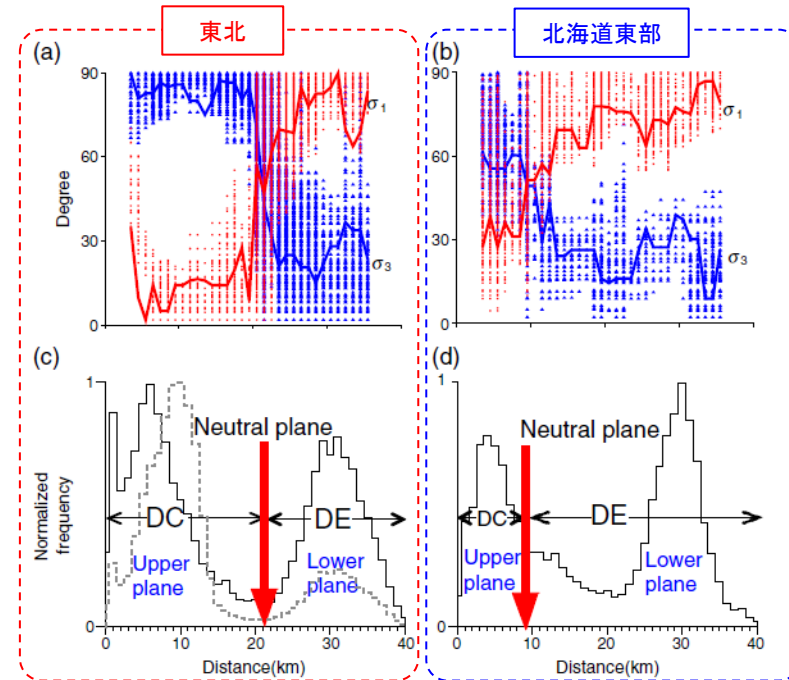 東北
北海道東部
(a)
90
60
30
0
Degree
σ1
σ3
(b)
90
60
30
0
σ1
σ3
(c)
1
0
Normalized
frequency
Neutral plane
DC
DE
Upper
plane
Lower
plane
0
10
20
30
40
Distance(km)
(d)
1
0
Neutral plane
DC
DE
Upper
plane
Lower
plane
0
10
20
30
40
Distance(km)